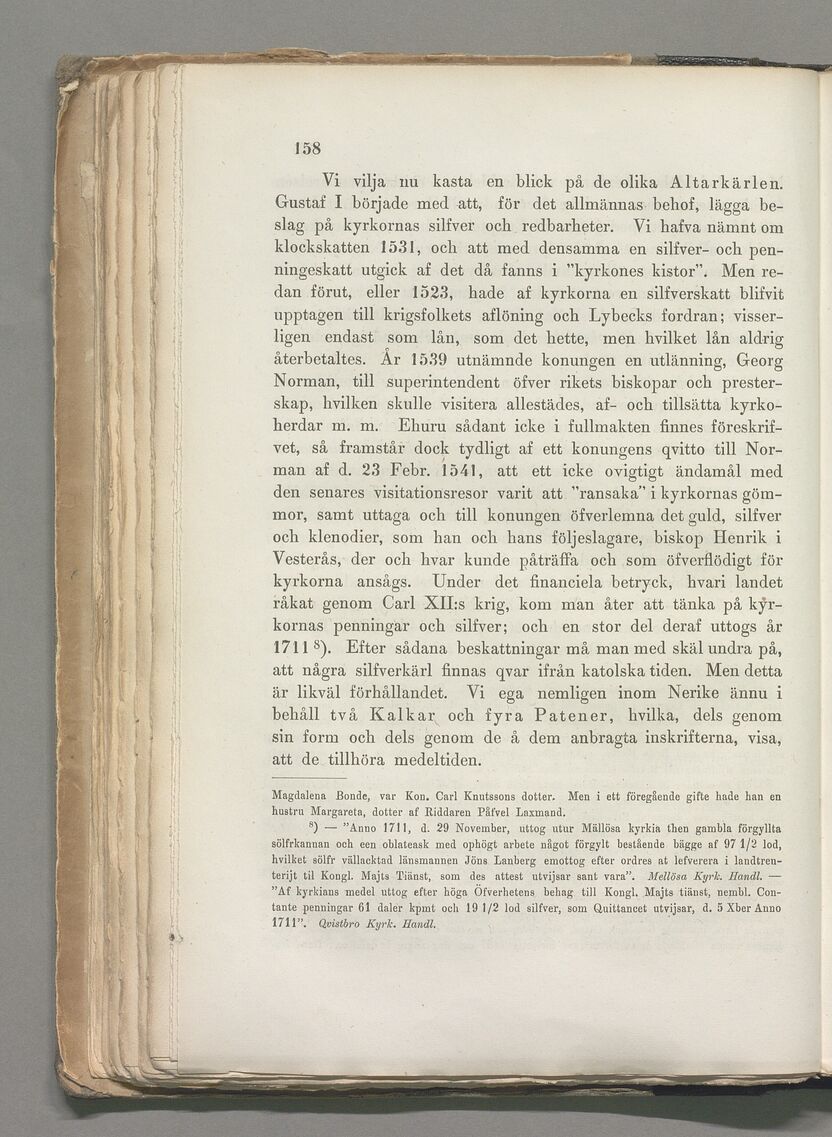 158
Vi vilja nu kasta en blick på de olika Altarkärlen.
Gustaf I började med att, för det allmännas behof, lägga be-
slag på kyrkornas silfver och redbarheter. Vi hafva nämnt om
klockskatten 1531, och att med densamma en silfver- och pen-
ningeskatt utgick af det då fanns i ”kyrkones kistor”. Men re-
dan förut, eller 1523, hade af kyrkorna en silfverskatt blifvit
upptagen till krigsfolkets aflöning och Lybecks fordran; visser-
ligen endast som lån, som det hette, men hvilket lån aldrig
återbetaltes. År 1539 utnämnde konungen en utlänning, Georg
Norman, till superintendent öfver rikets biskopar och prester-
skap, hvilken skulle visitera allestädes, af- och tillsätta kyrko-
herdar m. m. Ehuru sådant icke i fullmakten finnes föreskrif-
vet, så framstår dock tydligt af ett konungens qvitto till Nor-
man af d. 23 Febr. 1541, att ett icke ovigtigt ändamål med
den senares visitationsresor varit att ”ransaka” i kyrkornas göm-
mor, samt uttaga och till konungen öfverlemna det guld, silfver
och klenodier, som han och hans följeslagare, biskop Henrik i
Vesterås, der och hvar kunde påträffa och som öfverflödigt för
kyrkorna ansågs. Under det financiela betryck, hvari landet
råkat genom Carl XII:s krig, kom man åter att tänka på kyr-
kornas penningar och silfver; och en stor del deraf uttogs år
1711 ⁸). Efter sådana beskattningar må man med skäl undra på,
att några silfverkärl finnas qvar ifrån katolska tiden. Men detta
är likväl förhållandet. Vi ega nemligen inom Nerike ännu i
behåll två Kalkar och fyra Patener, hvilka, dels genom
sin form och dels genom de å dem anbragta inskrifterna, visa,
att de tillhöra medeltiden.
Magdalena Bonde, var Kon. Carl Knutssons dotter. Men i ett föregående gifte hade han en
hustru Margareta, dotter af Riddaren Påfvel Laxmand.
⁸) — ”Anno 1711, d. 29 November, uttog utur Mällösa kyrkia then gambla förgyllta
sölfrkannan och een oblateask med ophögt arbete något förgylt bestående bägge af 97 1/2 lod,
hvilket sölfr vällacktad länsmannen Jöns Lanberg emottog efter ordres at lefverera i landtren-
terijt til Kongl. Majts Tiänst, som des attest utvijsar sant vara”. Mellösa Kyrk. Handl. —
”Af kyrkians medel uttog efter höga Öfverhetens behag till Kongl. Majts tiänst, nembl. Con-
tante penningar 61 daler kpmt och 19 1/2 lod silfver, som Quittancet utvijsar, d. 5 Xber Anno
1711”. Qvistbro Kyrk. Handl.